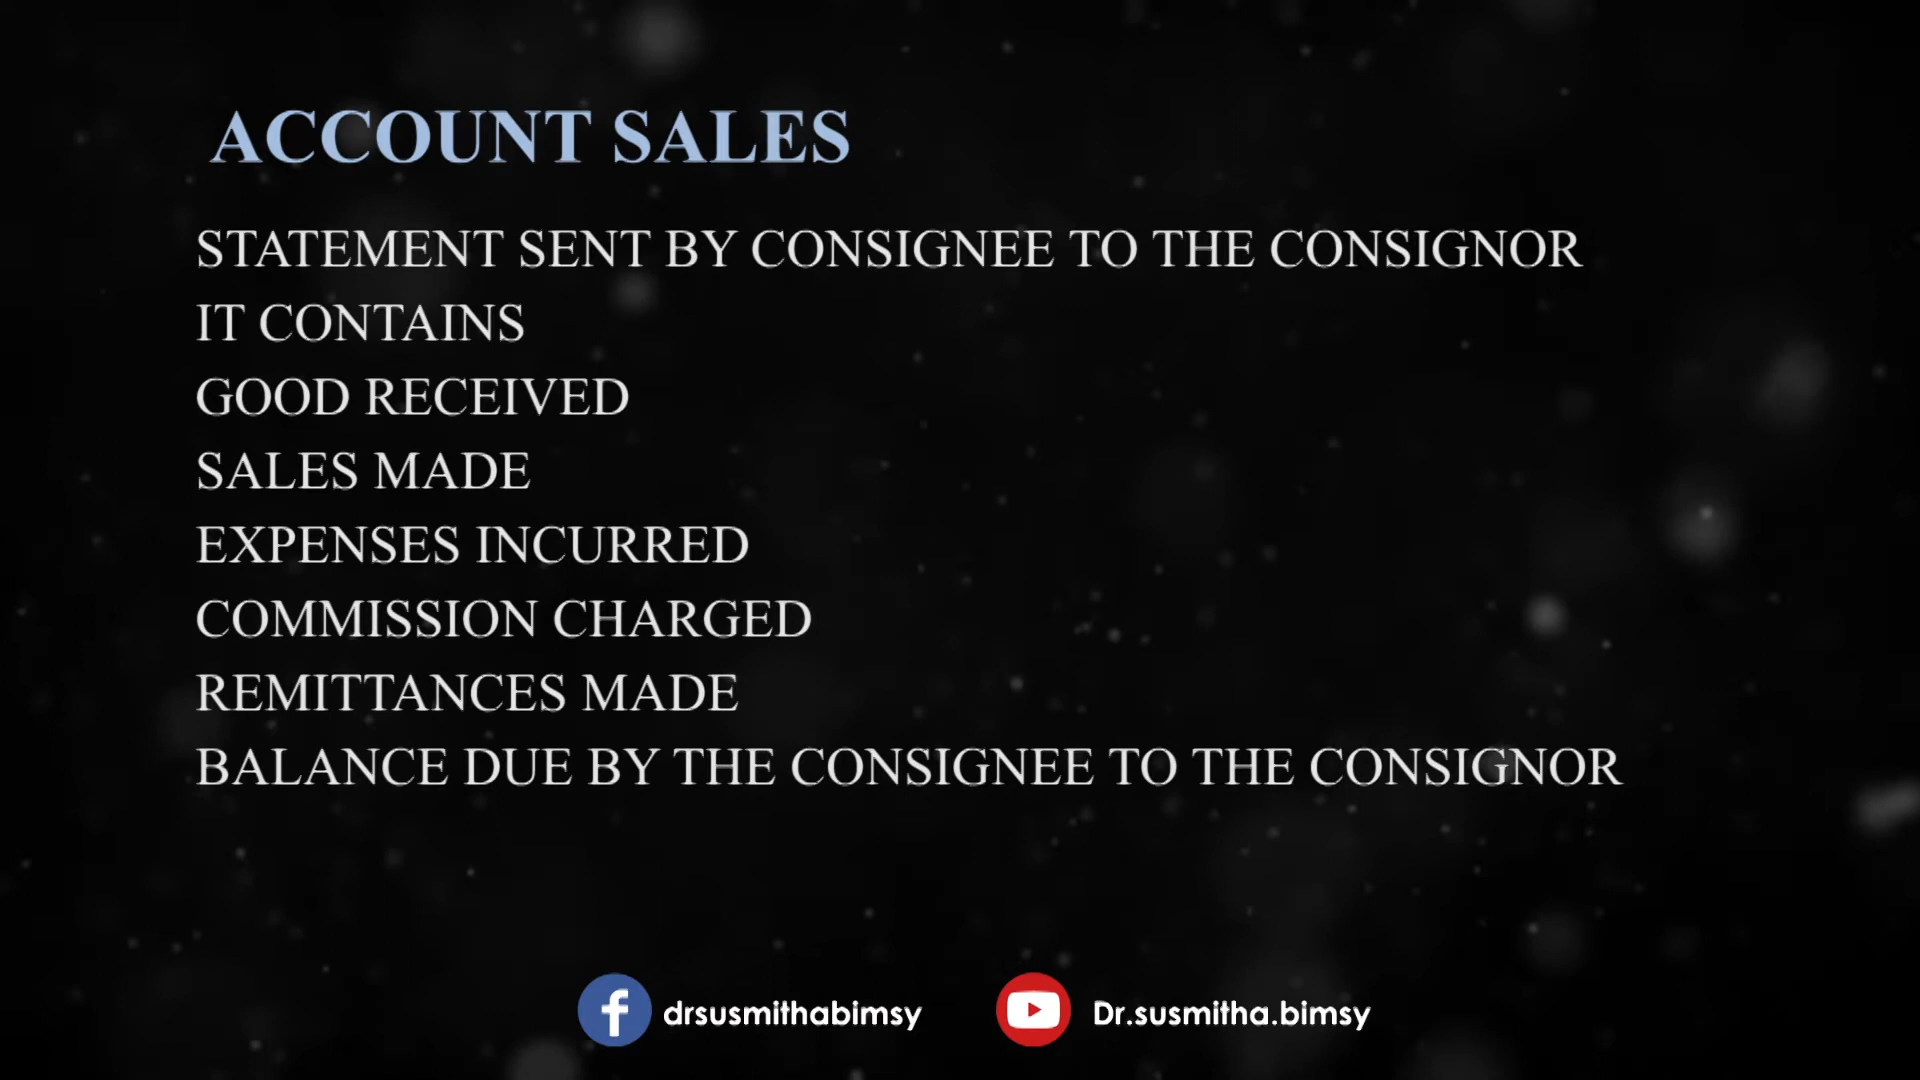 ACCOUNT SALES
STATEMENT SENT BY CONSIGNEE TO THE CONSIGNOR
IT CONTAINS
GOOD RECEIVED
SALES MADE
EXPENSES INCURRED
COMMISSION CHARGED
REMITTANCES MADE
BALANCE DUE BY THE CONSIGNEE TO THE CONSIGNOR
drsusmithabimsy
Dr.susmitha.bimsy